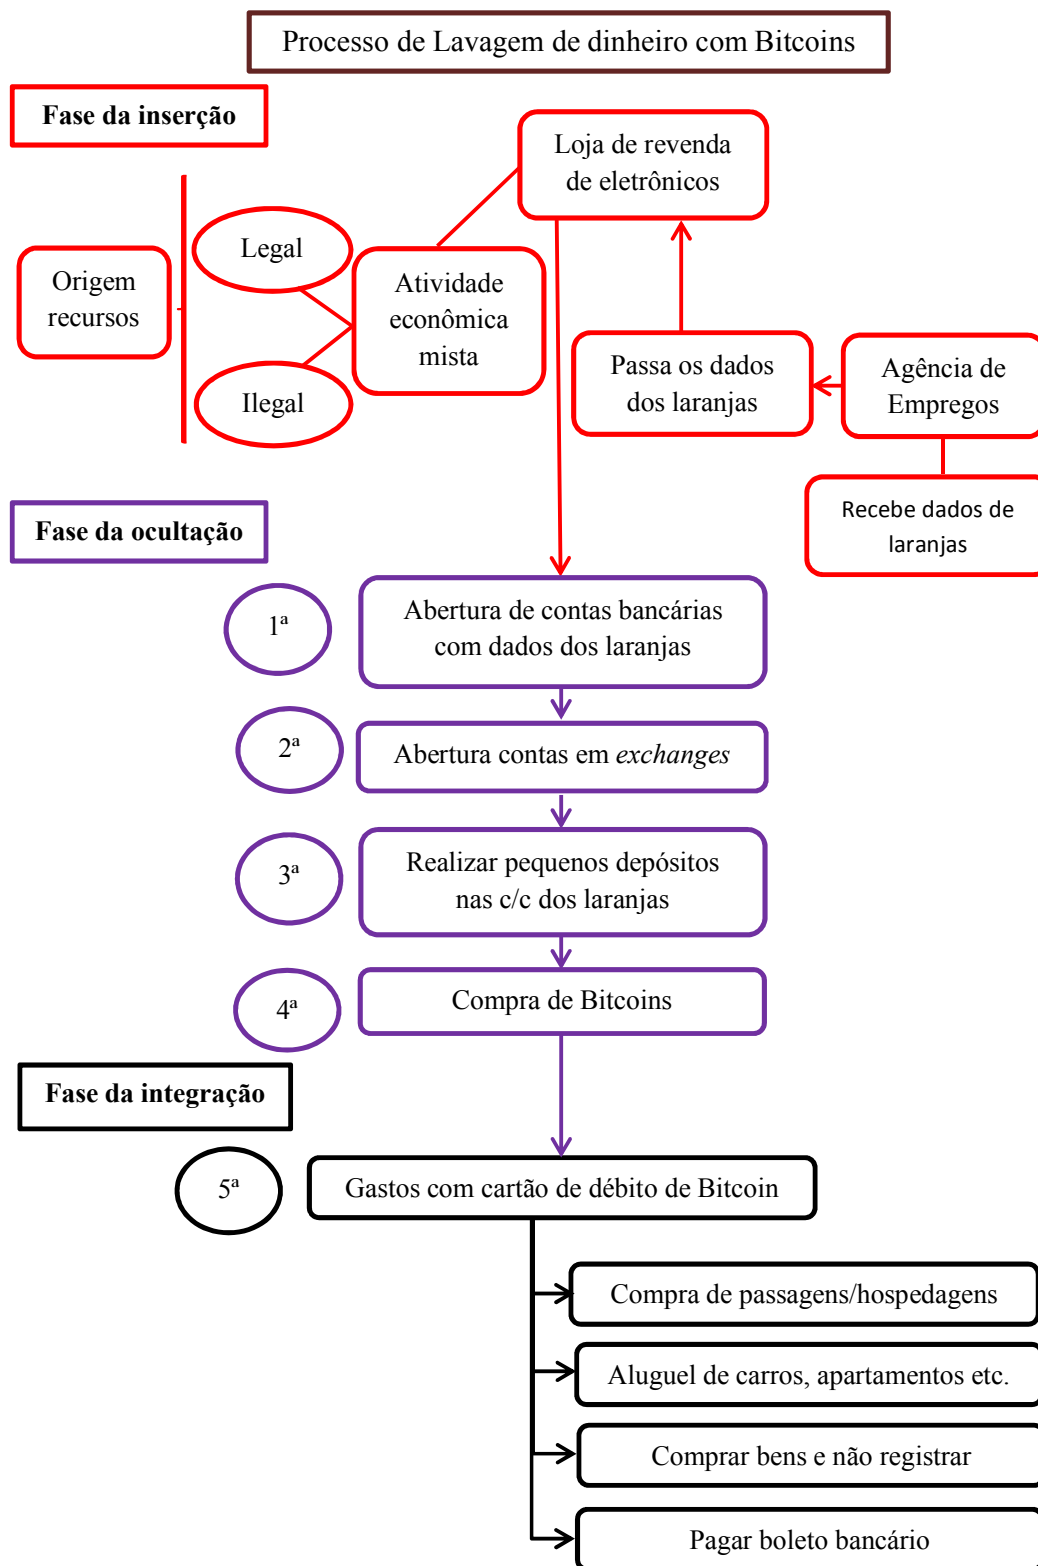 Processo de Lavagem de dinheiro com Bitcoins
Fase da inserção
Loja de revenda
de eletrônicos
Legal
Origem
recursos
Atividade
econômica
mista
Ilegal
Passa os dados
dos laranjas
Agência de
Empregos
Recebe dados de
laranjas
Fase da ocultação
1ª
Abertura de contas bancárias
com dados dos laranjas
2ª
Abertura contas em exchanges
3ª
Realizar pequenos depósitos
nas c/c dos laranjas
4ª
Compra de Bitcoins
Fase da integração
5ª
Gastos com cartão de débito de Bitcoin
Compra de passagens/hospedagens
Aluguel de carros, apartamentos etc.
Comprar bens e não registrar
Pagar boleto bancário